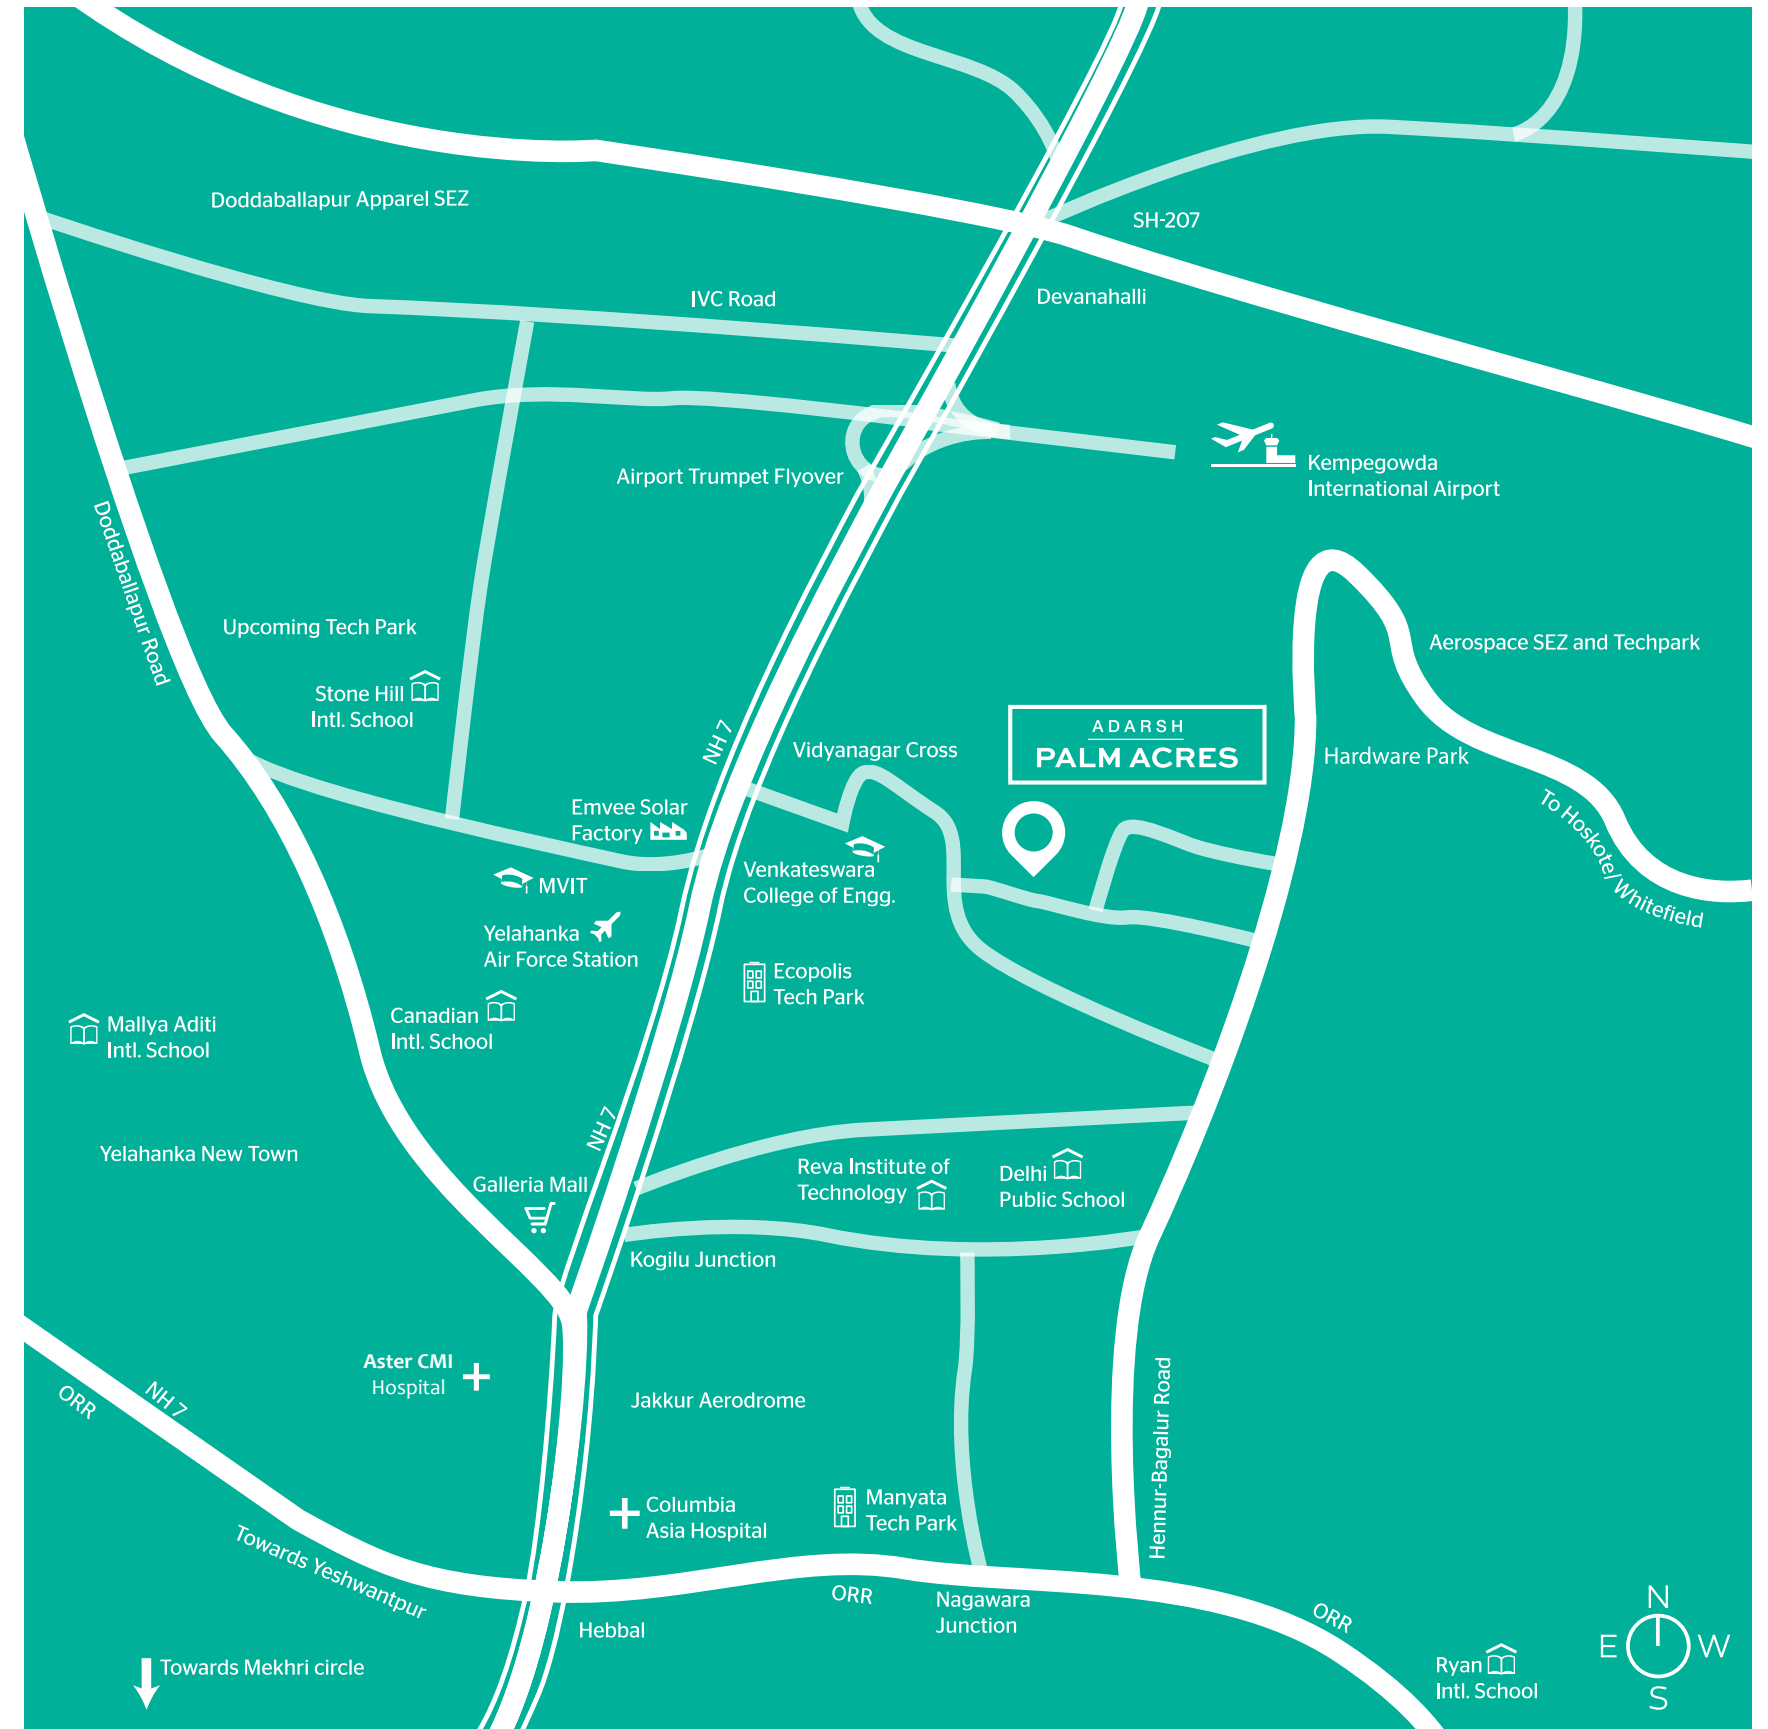 Doddaballapur Apparel SEZ
SH-207
IVC Road
Devanahalli
Airport Trumpet Flyover
Kempegowda
International Airport
Doddaballapur Road
Upcoming Tech Park
Aerospace SEZ and Techpark
Stone Hill
Intl. School
NH 7
Vidyanagar Cross
ADARSH
PALM ACRES
Hardware Park
To Hoskote/Whitefield
Emvee Solar
Factory
Venkateswara
College of Engg.
MVIT
Yelahanka
Air Force Station
Ecopolis
Tech Park
Canadian
Intl. School
Mallya Aditi
Intl. School
NH 7
Yelahanka New Town
Galleria Mall
Reva Institute of
Technology
Delhi
Public School
Kogilu Junction
Aster CMI
Hospital
NH 7
ORR
Jakkur Aerodrome
Hennur-Bagalur Road
Columbia
Asia Hospital
Manyata
Tech Park
Towards Yeshwantpur
ORR
Nagawara
Junction
Hebbal
ORR
Towards Mekhri circle
Ryan
Intl. School
N
E W
S